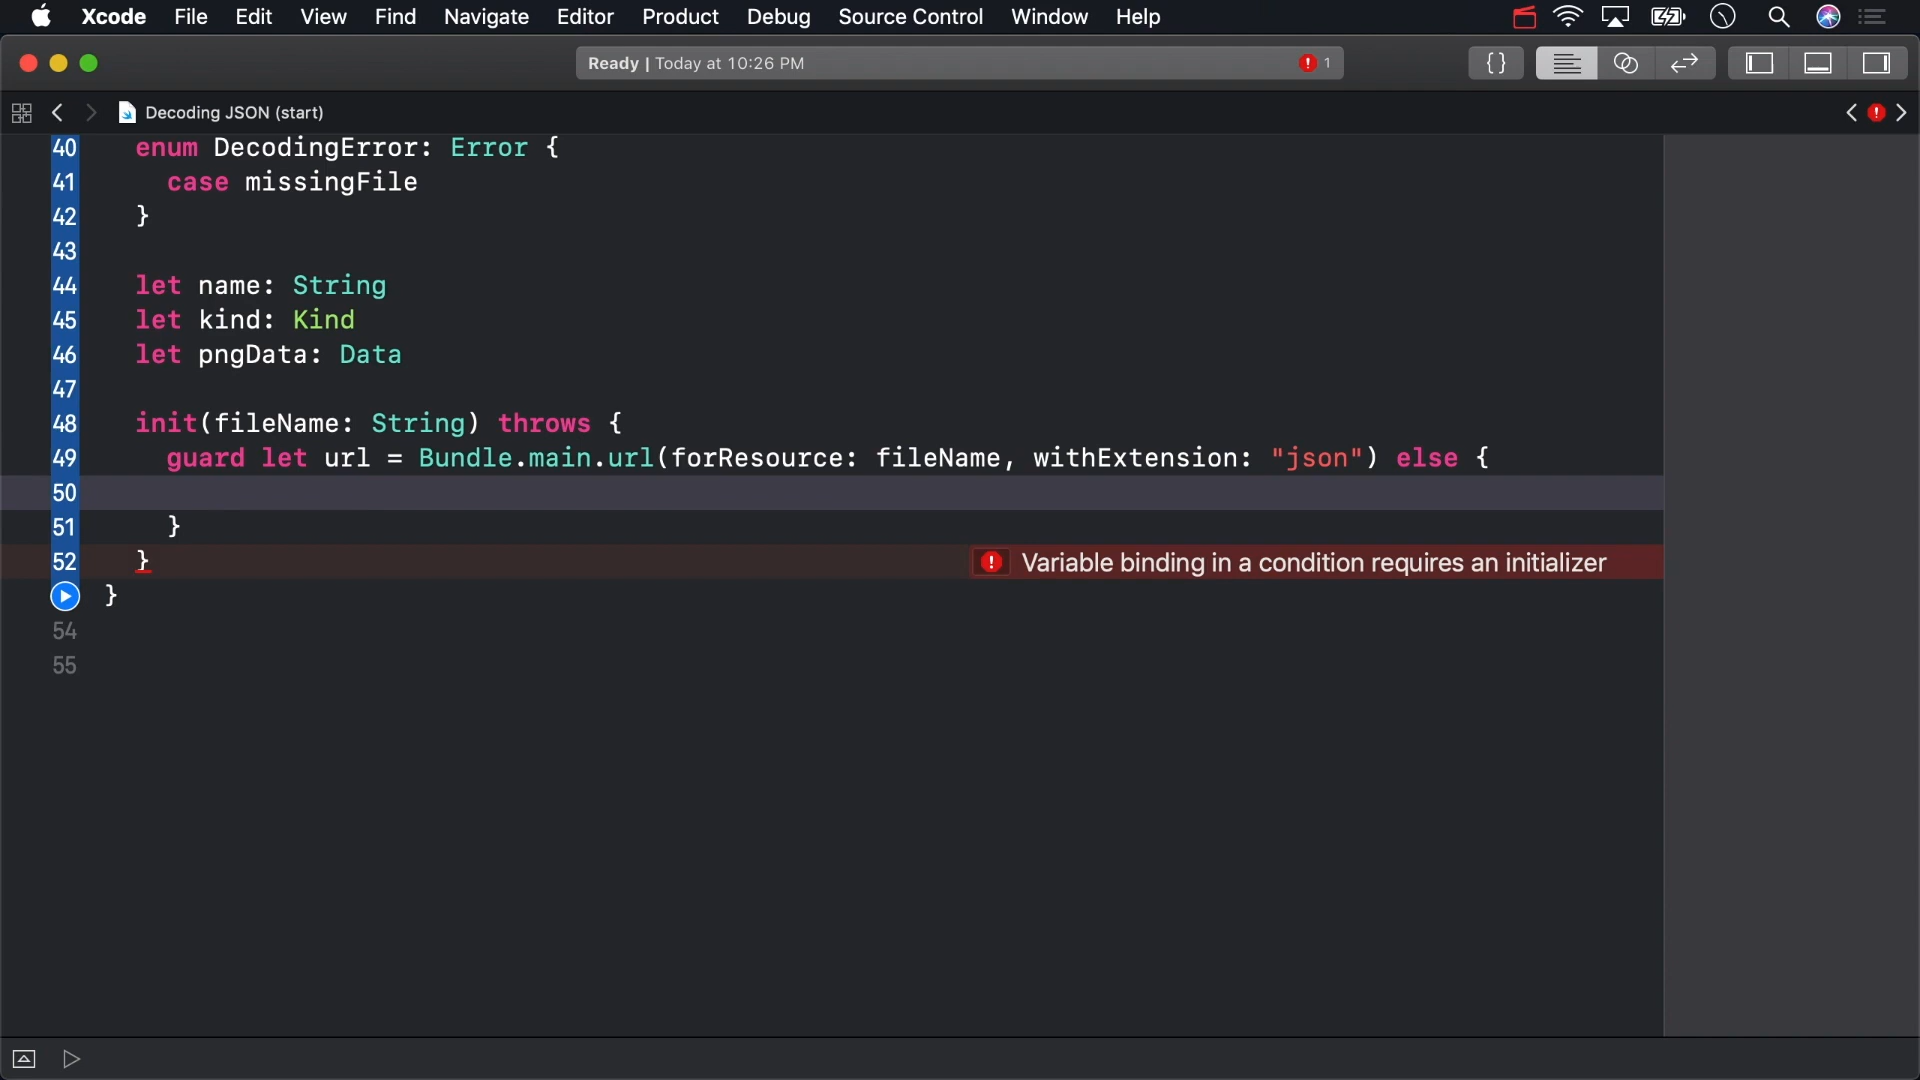 Xcode File Edit View Find Navigate Editor Product Debug Source Control Window Help
Ready | Today at 10:26 PM ! 1 {}
Decoding JSON (start) !
40 enum DecodingError: Error {
41 case missingFile
42 }
43
44 let name: String
45 let kind: Kind
46 let pngData: Data
47
48 init(fileName: String) throws {
49 guard let url = Bundle.main.url(forResource: fileName, withExtension: "json") else {
50
51 }
52 } ! Variable binding in a condition requires an initializer
}
54
55